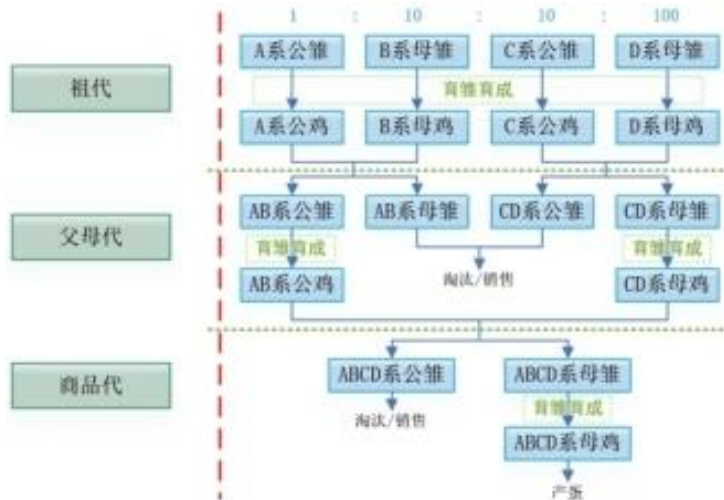 1 : 10 : 10 : 100
祖代
A系公雏 B系母雏 C系公雏 D系母雏
育雏育成
A系公鸡 B系母鸡 C系公鸡 D系母鸡
父母代
AB系公雏 AB系母雏 CD系公雏 CD系母雏
育雏育成 育雏育成
淘汰/销售
AB系公鸡 CD系母鸡
商品代
ABCD系公雏 ABCD系母雏
淘汰/销售 育雏育成
ABCD系母鸡
产蛋